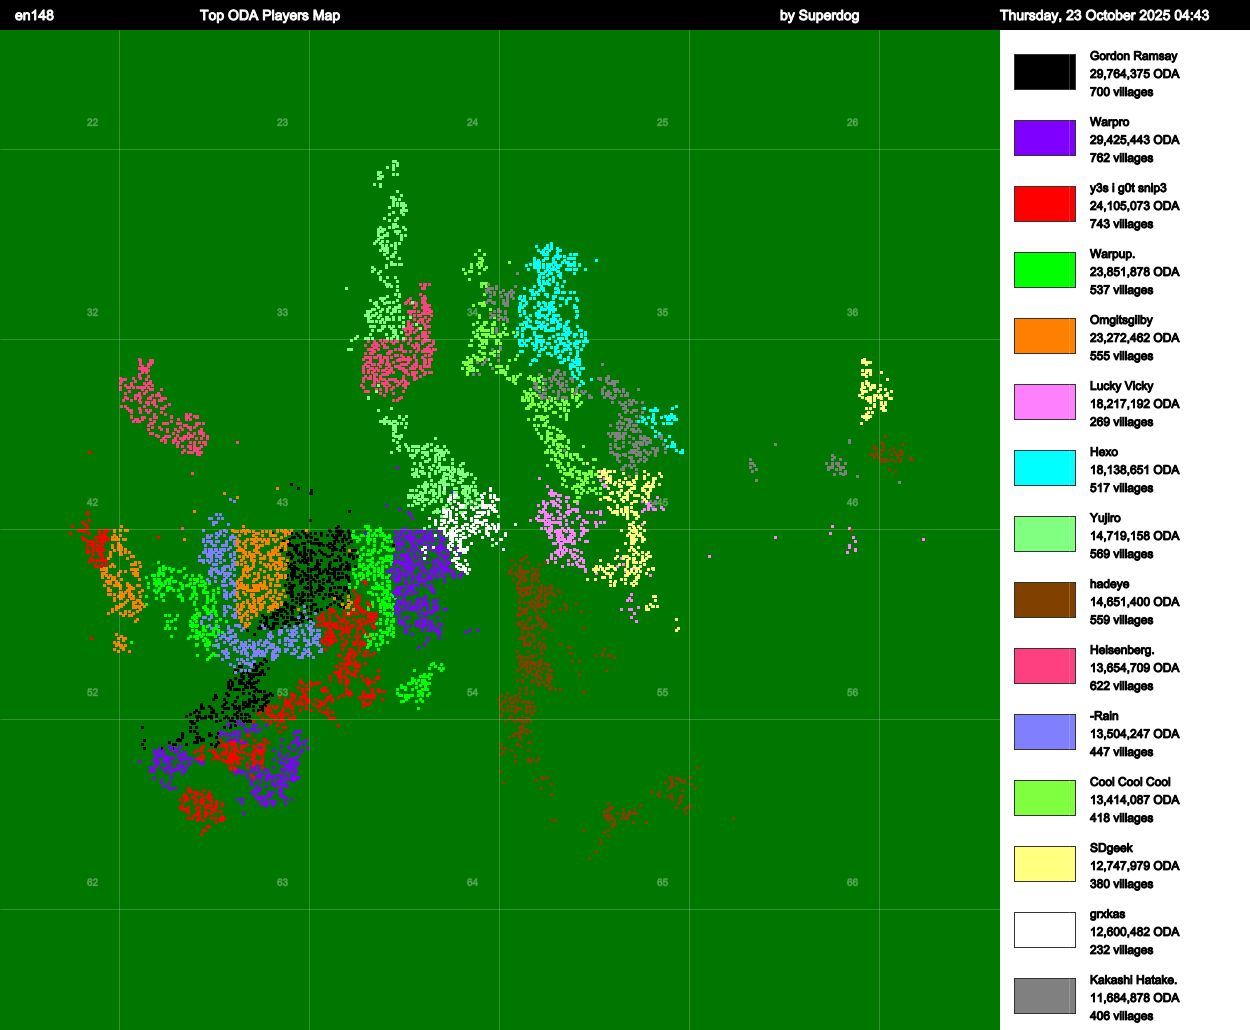 en148 Top ODA Players Map by Superdog Thursday, 23 October 2025 04:43
Gordon Ramsay
29,764,375 ODA
700 villages
Warpro
29,425,443 ODA
762 villages
y3s i g0t snip3
24,105,073 ODA
743 villages
Warpup.
23,851,878 ODA
537 villages
Omgitsgilby
23,272,462 ODA
555 villages
Lucky Vicky
18,217,192 ODA
269 villages
Hexo
18,138,651 ODA
517 villages
Yujiro
14,719,158 ODA
569 villages
hadeye
14,651,400 ODA
559 villages
Heisenberg.
13,654,709 ODA
622 villages
-Rain
13,504,247 ODA
447 villages
Cool Cool Cool
13,414,087 ODA
418 villages
SDgeek
12,747,979 ODA
380 villages
grxkas
12,600,482 ODA
232 villages
Kakashi Hatake.
11,684,878 ODA
406 villages
22 23 24 25 26
32 33 34 35 36
42 43 45 46
52 53 54 55 56
62 63 64 65 66